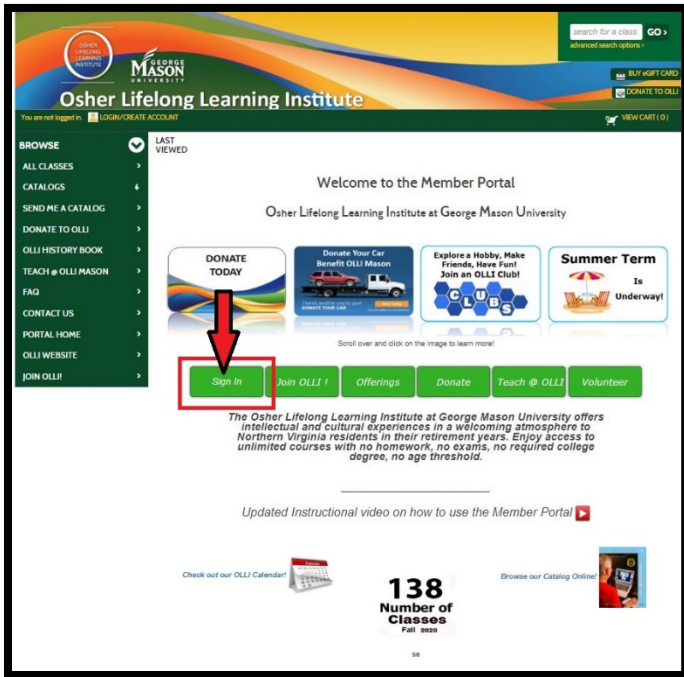 search for a class GO ›
advanced search options ›
OSHER
LIFELONG
LEARNING
INSTITUTE
GEORGE
MASON
UNIVERSITY
BUY eGIFT CARD
DONATE TO OLLI
Osher Lifelong Learning Institute
You are not logged in. LOGIN/CREATE ACCOUNT
VIEW CART ( 0 )
BROWSE
ALL CLASSES
CATALOGS
SEND ME A CATALOG
DONATE TO OLLI
OLLI HISTORY BOOK
TEACH @ OLLI MASON
FAQ
CONTACT US
PORTAL HOME
OLLI WEBSITE
JOIN OLLI!
LAST
VIEWED
Welcome to the Member Portal
Osher Lifelong Learning Institute at George Mason University
DONATE
TODAY
Donate Your Car
Benefit OLLI Mason
DONATE YOUR CAR
Explore a Hobby, Make
Friends, Have Fun!
Join an OLLI Club!
CLUBS
Summer Term
Is
Underway!
Scroll over and click on the image to learn more!
Sign In
Join OLLI !
Offerings
Donate
Teach @ OLLI
Volunteer
The Osher Lifelong Learning Institute at George Mason University offers
intellectual and cultural experiences in a welcoming atmosphere to
Northern Virginia residents in their retirement years. Enjoy access to
unlimited courses with no homework, no exams, no required college
degree, no age threshold.
Updated Instructional video on how to use the Member Portal
Check out our OLLI Calendar!
138
Number of
Classes
Fall 2020
Browse our Catalog Online!
se